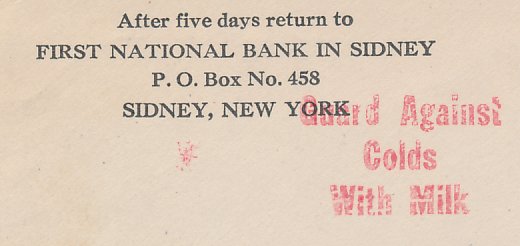 After five days return to
FIRST NATIONAL BANK IN SIDNEY
P. O. Box No. 458
SIDNEY, NEW YORK
Guard Against
Colds
With Milk